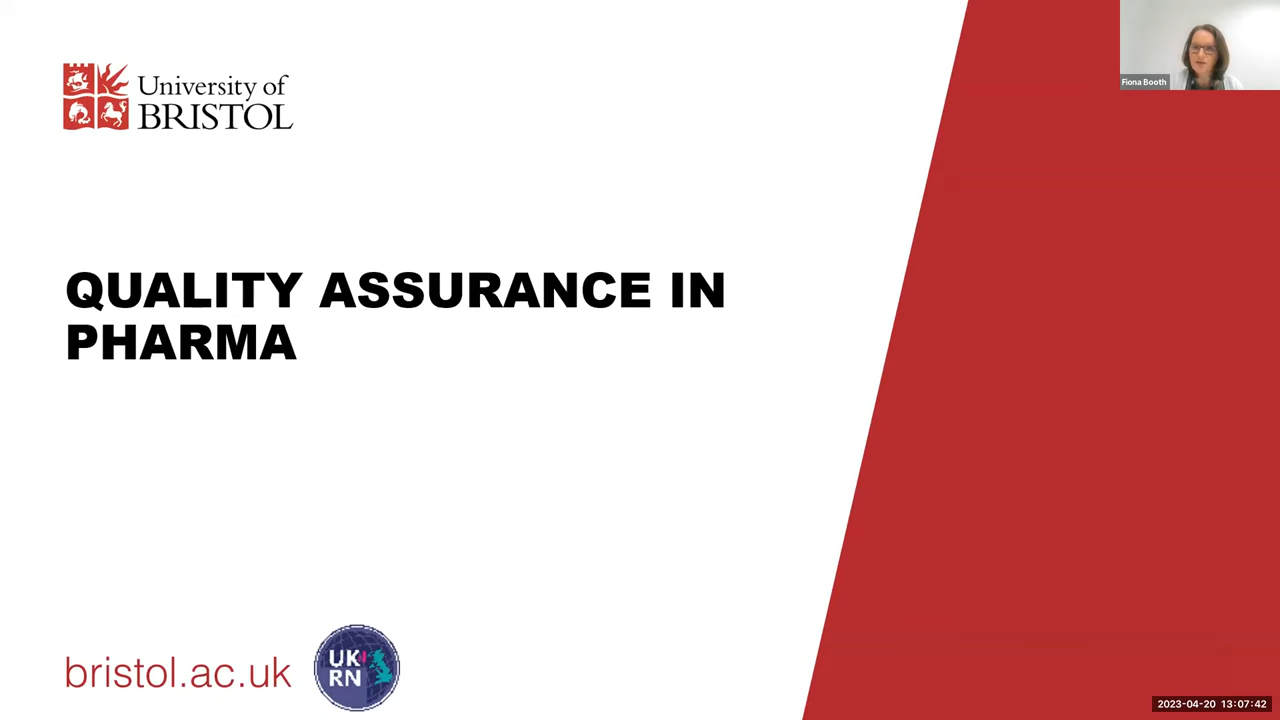 University of
BRISTOL
Fiona Booth
QUALITY ASSURANCE IN
PHARMA
bristol.ac.uk
UK
RN
2023-04-20 13:07:42